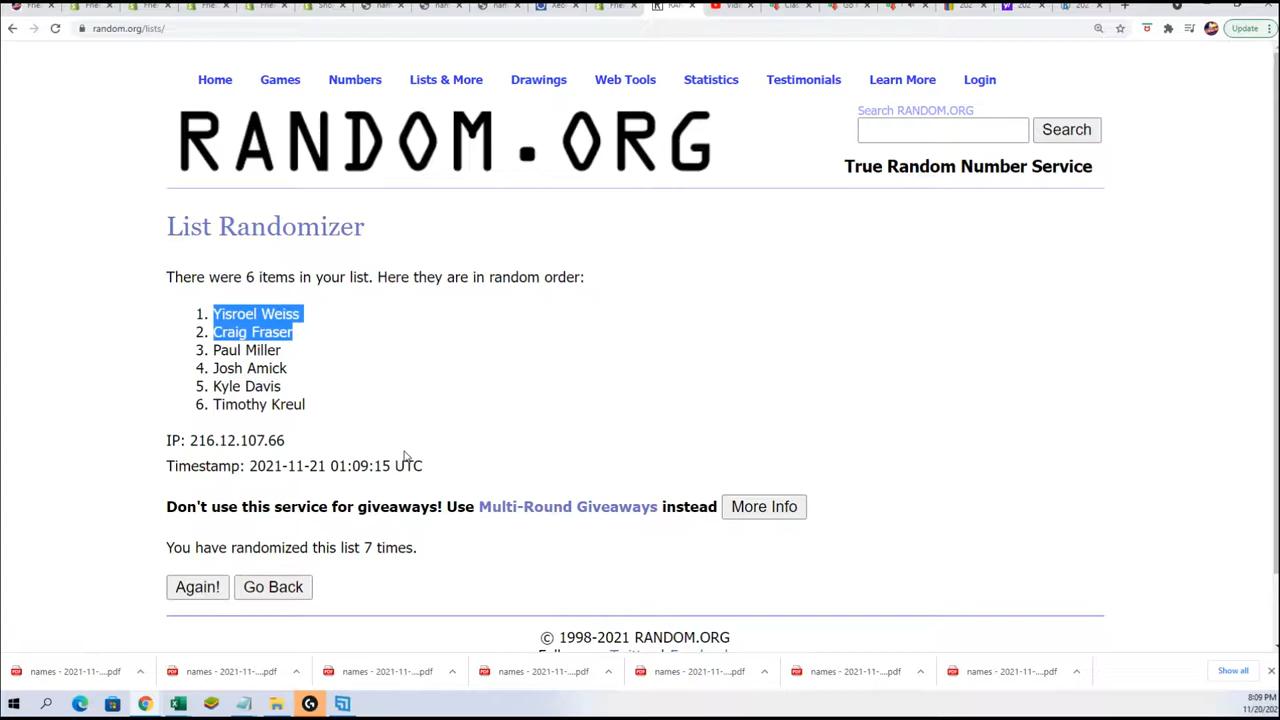 random.org/lists/
Update
Home Games Numbers Lists & More Drawings Web Tools Statistics Testimonials Learn More Login
RANDOM.ORG
Search RANDOM.ORG
Search
True Random Number Service
List Randomizer
There were 6 items in your list. Here they are in random order:
1. Yisroel Weiss
2. Craig Fraser
3. Paul Miller
4. Josh Amick
5. Kyle Davis
6. Timothy Kreul
IP: 216.12.107.66
Timestamp: 2021-11-21 01:09:15 UTC
Don't use this service for giveaways! Use Multi-Round Giveaways instead More Info
You have randomized this list 7 times.
Again! Go Back
© 1998-2021 RANDOM.ORG
names - 2021-11-....pdf names - 2021-11-....pdf names - 2021-11-....pdf names - 2021-11-....pdf names - 2021-11-....pdf names - 2021-11-....pdf names - 2021-11-....pdf Show all
8:09 PM
11/20/202